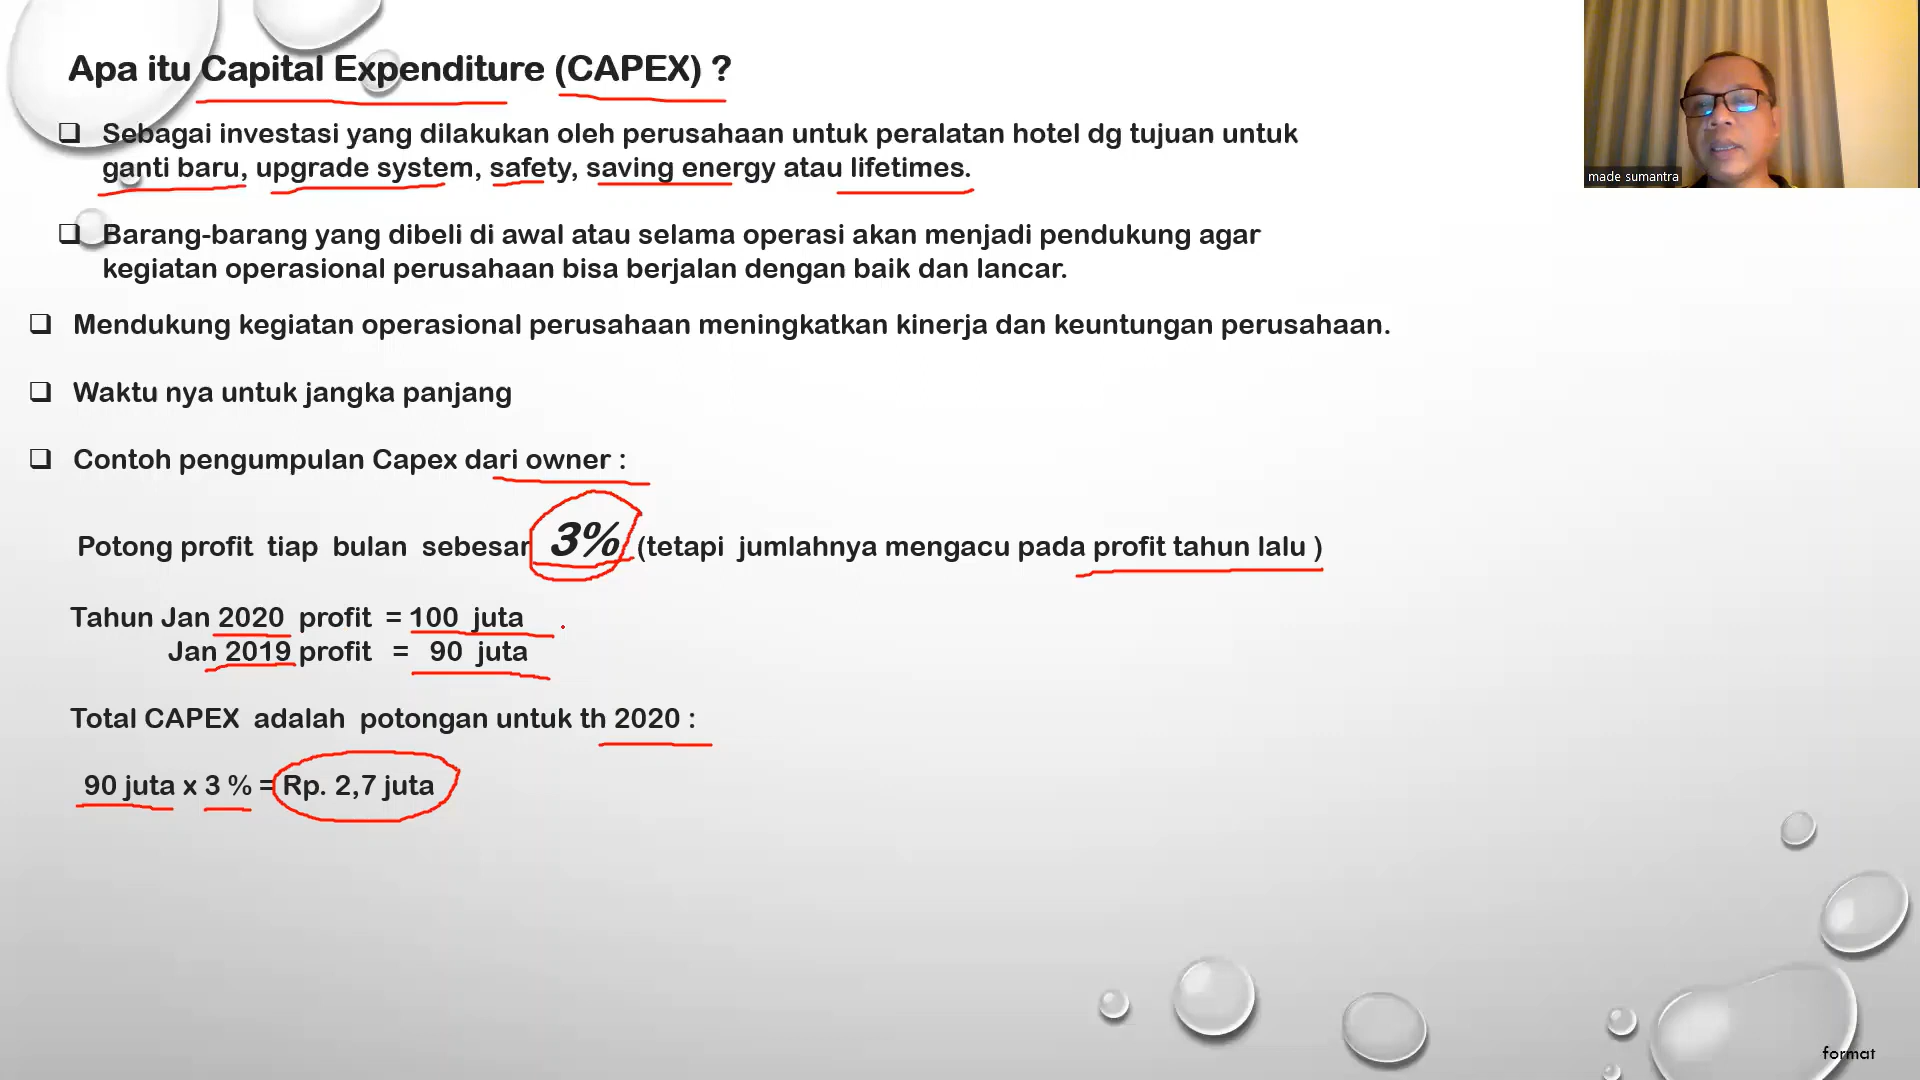 Apa itu Capital Expenditure (CAPEX) ?
Sebagai investasi yang dilakukan oleh perusahaan untuk peralatan hotel dg tujuan untuk
ganti baru, upgrade system, safety, saving energy atau lifetimes.
Barang-barang yang dibeli di awal atau selama operasi akan menjadi pendukung agar
kegiatan operasional perusahaan bisa berjalan dengan baik dan lancar.
Mendukung kegiatan operasional perusahaan meningkatkan kinerja dan keuntungan perusahaan.
Waktu nya untuk jangka panjang
Contoh pengumpulan Capex dari owner :
Potong profit tiap bulan sebesar 3% (tetapi jumlahnya mengacu pada profit tahun lalu )
Tahun Jan 2020 profit = 100 juta
Jan 2019 profit = 90 juta
Total CAPEX adalah potongan untuk th 2020 :
90 juta x 3 % = Rp. 2,7 juta
made sumantra
format